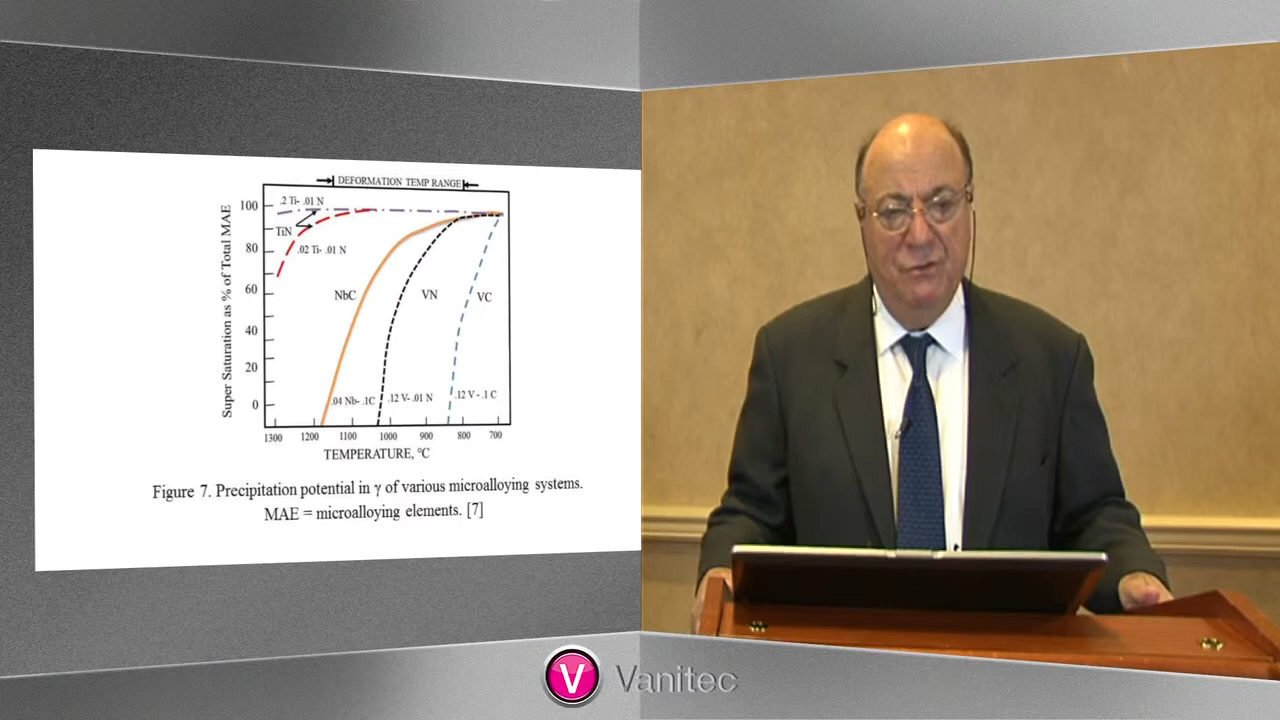 DEFORMATION TEMP RANGE
Super Saturation as % of Total MAE
100
80
60
40
20
0
.2 Ti- .01 N
TiN
.02 Ti- .01 N
NbC
VN
VC
.04 Nb- .1C
.12 V- .01 N
.12 V - .1 C
1300 1200 1100 1000 900 800 700
TEMPERATURE, °C
Figure 7. Precipitation potential in γ of various microalloying systems.
MAE = microalloying elements. [7]
V Vanitec